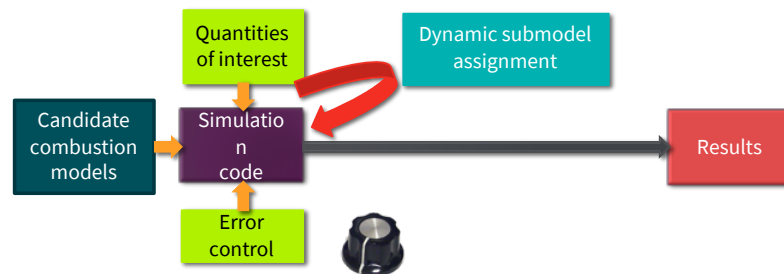 Quantities
of interest
Dynamic submodel
assignment
Candidate
combustion
models
Simulatio
n
code
Results
Error
control